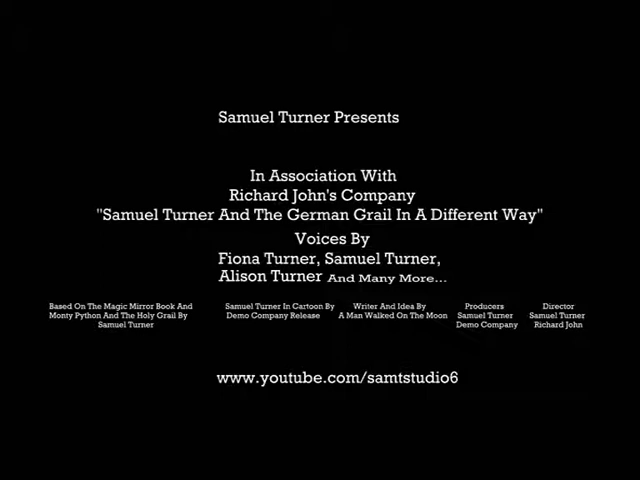 Samuel Turner Presents
In Association With
Richard John's Company
"Samuel Turner And The German Grail In A Different Way"
Voices By
Fiona Turner, Samuel Turner,
Alison Turner And Many More...
Based On The Magic Mirror Book And
Monty Python And The Holy Grail By
Samuel Turner
Samuel Turner In Cartoon By
Demo Company Release
Writer And Idea By
A Man Walked On The Moon
Producers
Samuel Turner
Demo Company
Director
Samuel Turner
Richard John
www.youtube.com/samtstudio6